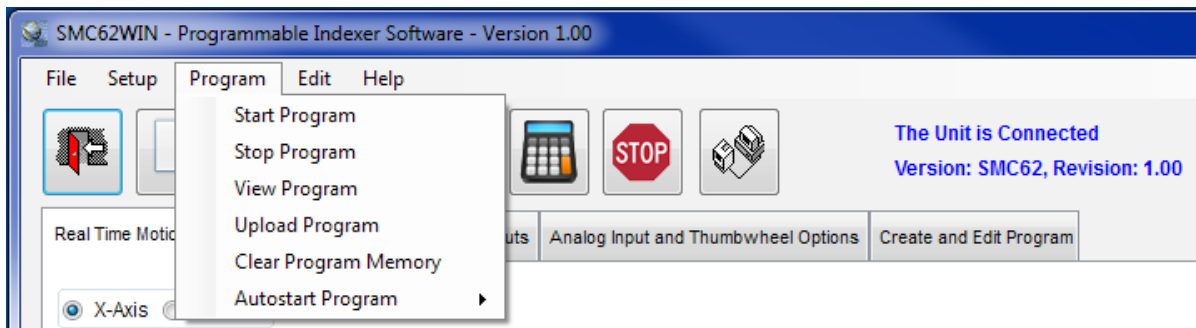 SMC62WIN - Programmable Indexer Software - Version 1.00
File Setup Program Edit Help
Start Program
Stop Program
View Program
Upload Program
Clear Program Memory
Autostart Program
STOP
The Unit is Connected
Version: SMC62, Revision: 1.00
Real Time Analog Input and Thumbwheel Options Create and Edit Program
X-Axis